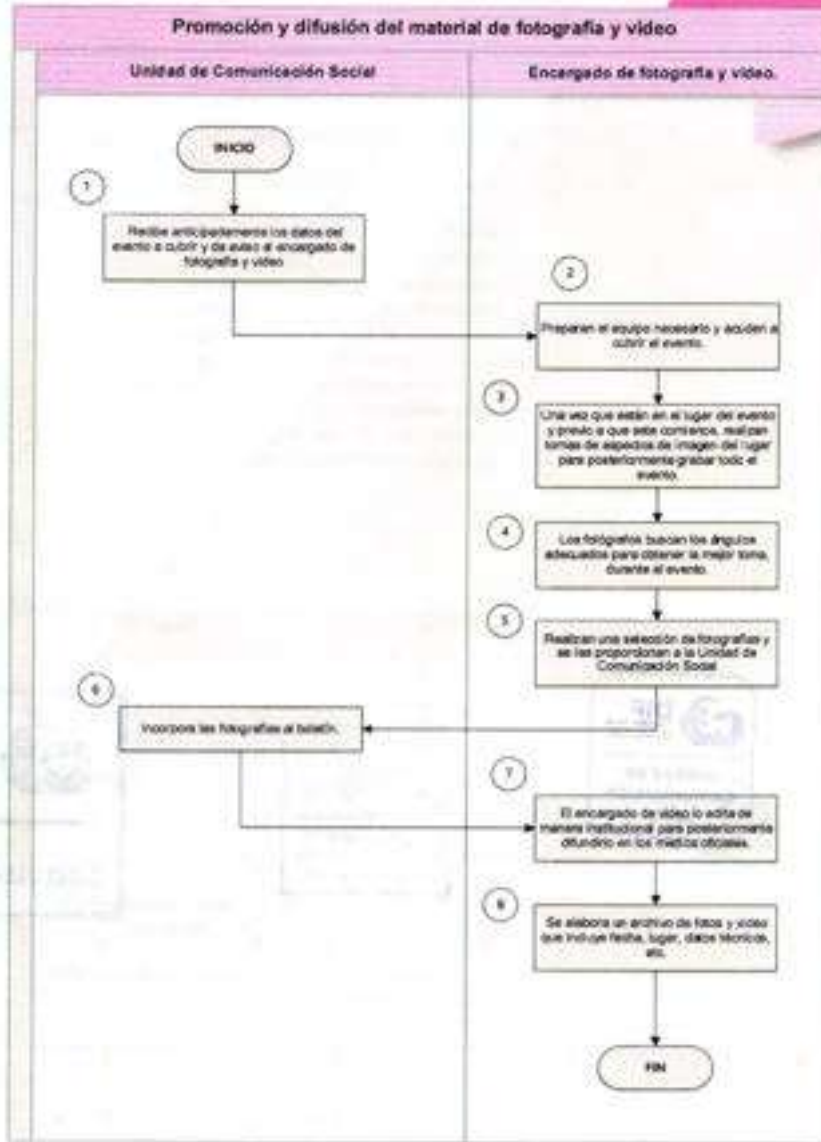 Promoción y difusión del material de fotografía y video
Unidad de Comunicación Social
Encargado de fotografía y video.
INICIO
1
Recibe anticipadamente los datos del
evento a cubrir y da aviso al encargado de
fotografía y video
2
Preparan el equipo necesario y acuden a
cubrir el evento.
3
Una vez que están en el lugar del evento
y previo a que este comience, realizan
tomas de aspectos de imagen del lugar
para posteriormente grabar todo el
evento.
4
Los fotógrafos buscan los ángulos
adecuados para obtener la mejor toma,
durante el evento.
5
Realizan una selección de fotografías y
se las proporcionan a la Unidad de
Comunicación Social
6
Incorpora las fotografías al boletín.
7
El encargado de video lo edita de
manera institucional para posteriormente
difundirlo en los medios oficiales.
8
Se elabora un archivo de fotos y video
que incluye fecha, lugar, datos técnicos,
etc.
FIN